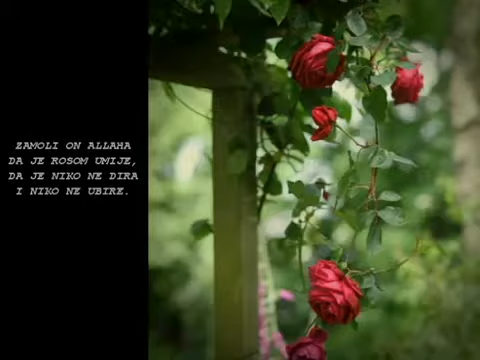 ZAMOLI ON ALLAHA
DA JE ROSOM UMIJE,
DA JE NIKO NE DIRA
I NIKO NE UBIRE.